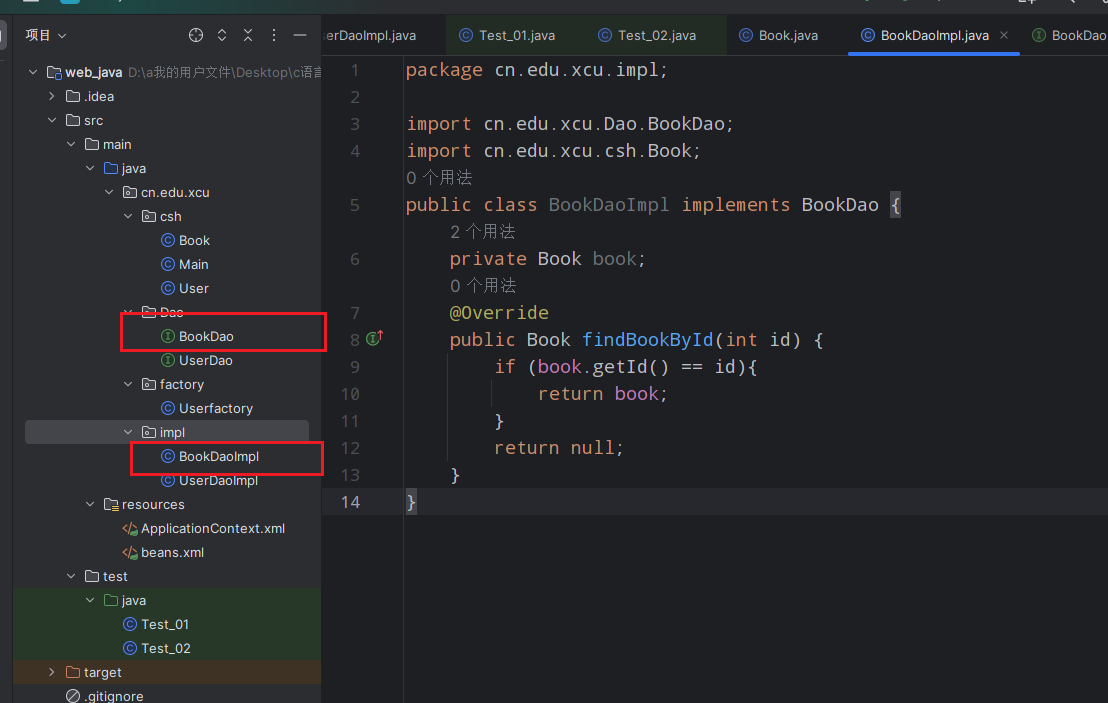 项目
erDaoImpl.java
Test_01.java
Test_02.java
Book.java
BookDaoImpl.java
BookDao
web_java D:\a我的用户文件\Desktop\c语言
.idea
src
main
java
cn.edu.xcu
csh
Book
Main
User
Dao
BookDao
UserDao
factory
Userfactory
impl
BookDaoImpl
UserDaoImpl
resources
ApplicationContext.xml
beans.xml
test
java
Test_01
Test_02
target
.gitignore
1 package cn.edu.xcu.impl;
2
3 import cn.edu.xcu.Dao.BookDao;
4 import cn.edu.xcu.csh.Book;
0 个用法
5 public class BookDaoImpl implements BookDao {
2 个用法
6 private Book book;
0 个用法
7 @Override
8 public Book findBookById(int id) {
9 if (book.getId() == id){
10 return book;
11 }
12 return null;
13 }
14 }